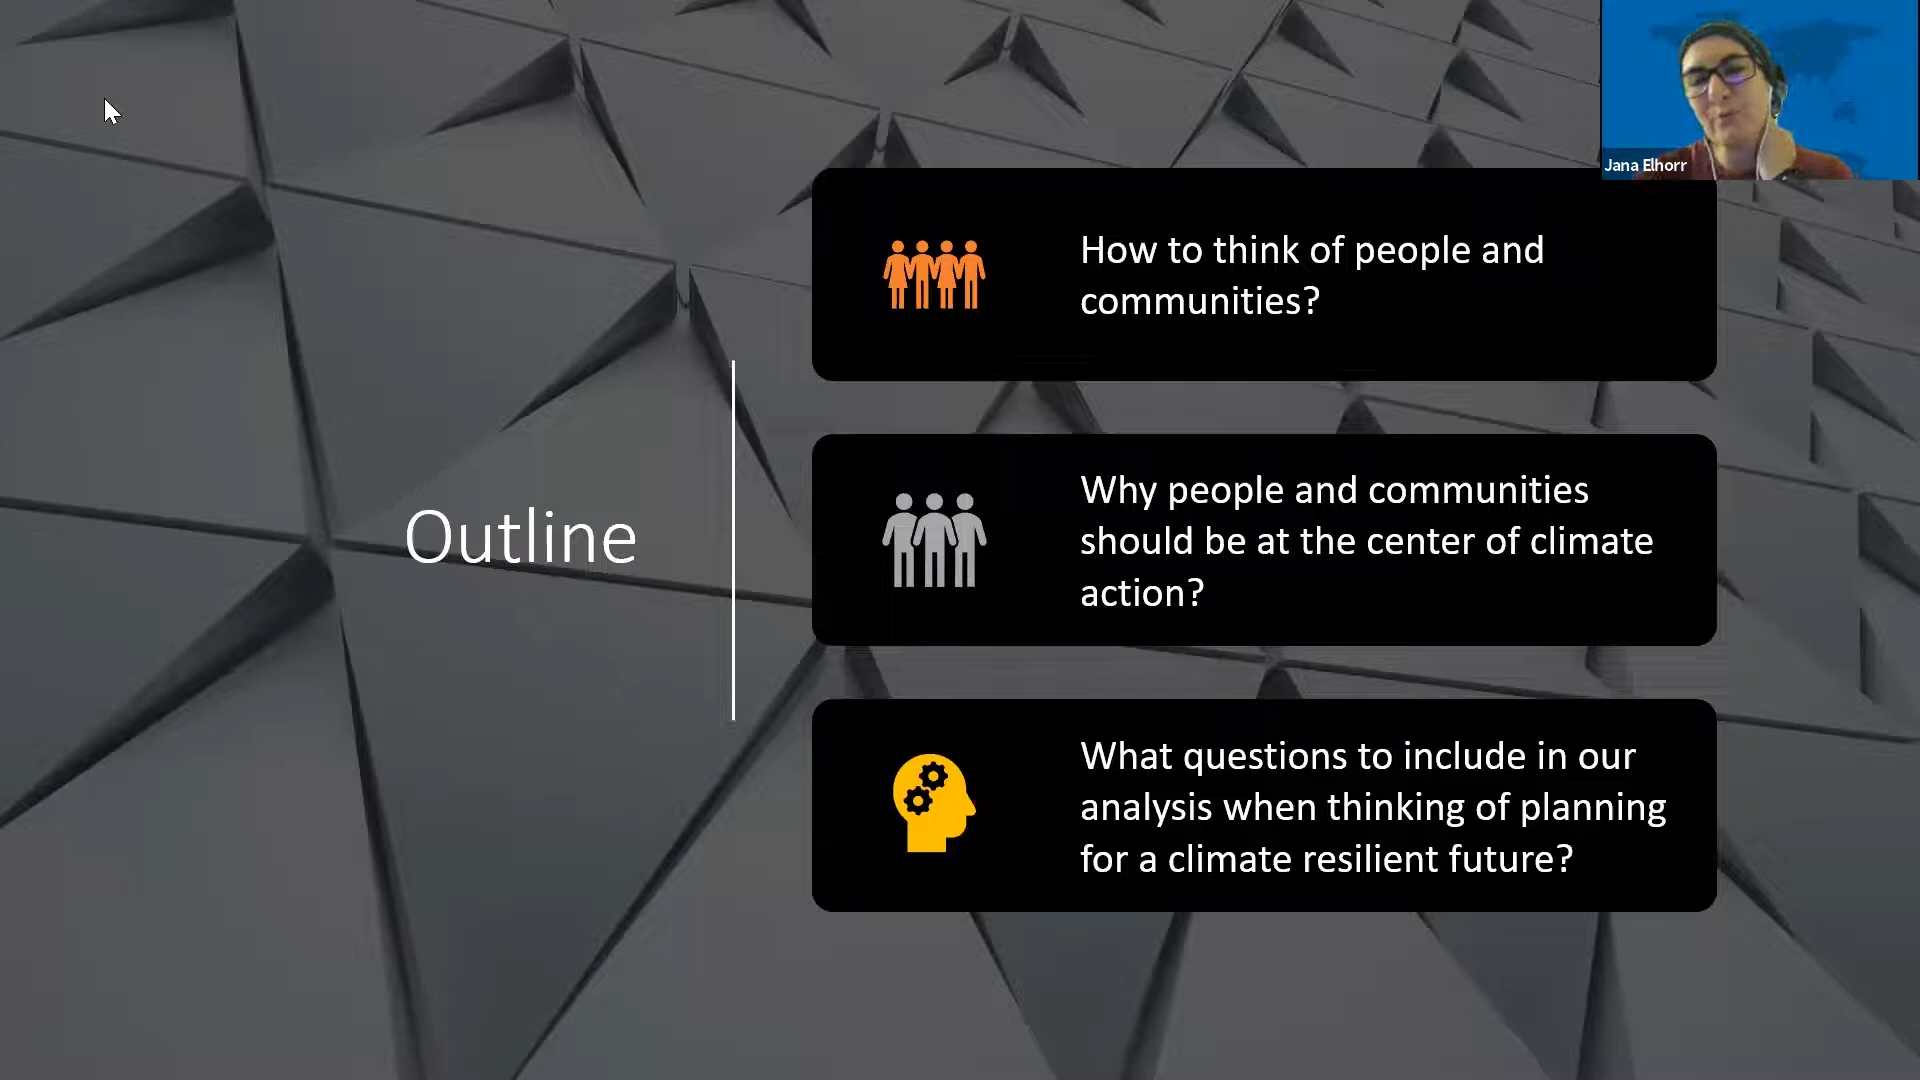 Jana Elhorr
Outline
How to think of people and
communities?
Why people and communities
should be at the center of climate
action?
What questions to include in our
analysis when thinking of planning
for a climate resilient future?